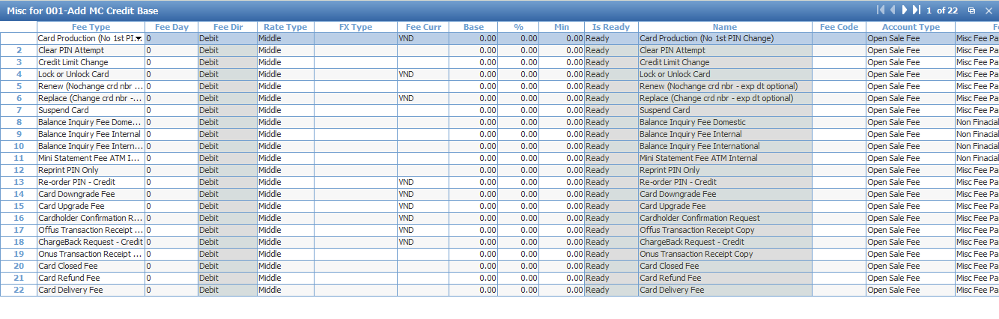 Misc for 001-Add MC Credit Base 1 of 22
Fee Type Fee Day Fee Dir Rate Type FX Type Fee Curr Base % Min Is Ready Name Fee Code Account Type Fe
Card Production (No 1st PI... 0 Debit Middle VND 0.00 0.00 0.00 Ready Card Production (No 1st PIN Change) Open Sale Fee Misc Fee Pa
2 Clear PIN Attempt 0 Debit Middle 0.00 0.00 0.00 Ready Clear PIN Attempt Open Sale Fee Misc Fee Pa
3 Credit Limit Change 0 Debit Middle 0.00 0.00 0.00 Ready Credit Limit Change Open Sale Fee Misc Fee Pa
4 Lock or Unlock Card 0 Debit Middle VND 0.00 0.00 0.00 Ready Lock or Unlock Card Open Sale Fee Misc Fee Pa
5 Renew (Nochange crd nbr ... 0 Debit Middle 0.00 0.00 0.00 Ready Renew (Nochange crd nbr - exp dt optional) Open Sale Fee Misc Fee Pa
6 Replace (Change crd nbr -... 0 Debit Middle VND 0.00 0.00 0.00 Ready Replace (Change crd nbr - exp dt optional) Open Sale Fee Misc Fee Pa
7 Suspend Card 0 Debit Middle 0.00 0.00 0.00 Ready Suspend Card Open Sale Fee Misc Fee Pa
8 Balance Inquiry Fee Dome... 0 Debit Middle 0.00 0.00 0.00 Ready Balance Inquiry Fee Domestic Open Sale Fee Non Finacial
9 Balance Inquiry Fee Internal 0 Debit Middle 0.00 0.00 0.00 Ready Balance Inquiry Fee Internal Open Sale Fee Non Finacial
10 Balance Inquiry Fee Intern... 0 Debit Middle 0.00 0.00 0.00 Ready Balance Inquiry Fee International Open Sale Fee Non Finacial
11 Mini Statement Fee ATM I... 0 Debit Middle 0.00 0.00 0.00 Ready Mini Statement Fee ATM Internal Open Sale Fee Non Finacial
12 Reprint PIN Only 0 Debit Middle 0.00 0.00 0.00 Ready Reprint PIN Only Open Sale Fee Misc Fee Pa
13 Re-order PIN - Credit 0 Debit Middle VND 0.00 0.00 0.00 Ready Re-order PIN - Credit Open Sale Fee Misc Fee Pa
14 Card Downgrade Fee 0 Debit Middle VND 0.00 0.00 0.00 Ready Card Downgrade Fee Open Sale Fee Misc Fee Pa
15 Card Upgrade Fee 0 Debit Middle VND 0.00 0.00 0.00 Ready Card Upgrade Fee Open Sale Fee Misc Fee Pa
16 Cardholder Confirmation R... 0 Debit Middle VND 0.00 0.00 0.00 Ready Cardholder Confirmation Request Open Sale Fee Misc Fee Pa
17 Offus Transaction Receipt ... 0 Debit Middle VND 0.00 0.00 0.00 Ready Offus Transaction Receipt Copy Open Sale Fee Misc Fee Pa
18 ChargeBack Request - Credit 0 Debit Middle VND 0.00 0.00 0.00 Ready ChargeBack Request - Credit Open Sale Fee Misc Fee Pa
19 Onus Transaction Receipt ... 0 Debit Middle 0.00 0.00 0.00 Ready Onus Transaction Receipt Copy Open Sale Fee Misc Fee Pa
20 Card Closed Fee 0 Debit Middle 0.00 0.00 0.00 Ready Card Closed Fee Open Sale Fee Misc Fee Pa
21 Card Refund Fee 0 Debit Middle 0.00 0.00 0.00 Ready Card Refund Fee Open Sale Fee Misc Fee Pa
22 Card Delivery Fee 0 Debit Middle 0.00 0.00 0.00 Ready Card Delivery Fee Open Sale Fee Misc Fee Pa